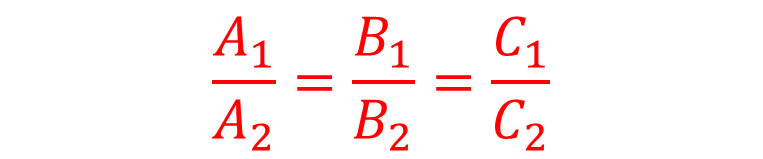 A₁/A₂ = B₁/B₂ = C₁/C₂